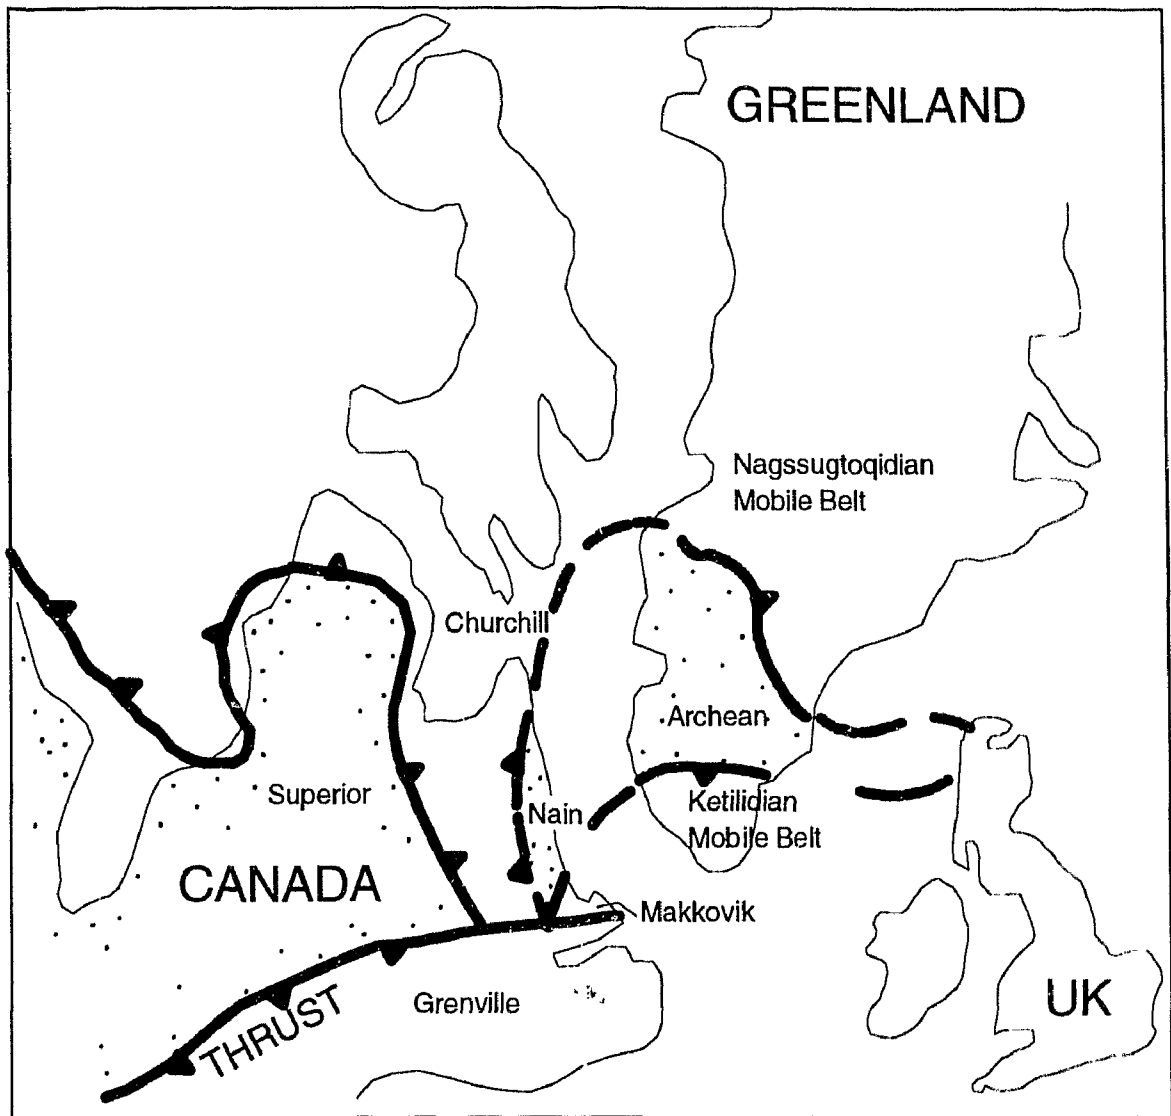 GREENLAND
Nagssugtoqidian
Mobile Belt
Churchill
Archean
Superior
Nain
Ketilidian
Mobile Belt
CANADA
Makkovik
Grenville
UK
THRUST